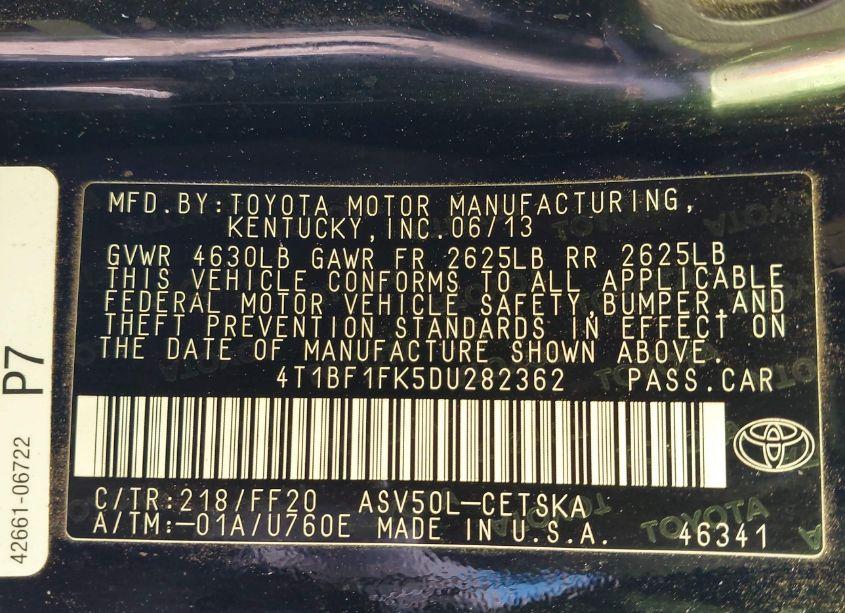 MFD.BY:TOYOTA MOTOR MANUFACTURING,
KENTUCKY,INC.06/13
GVWR 4630LB GAWR FR 2625LB RR 2625LB
THIS VEHICLE CONFORMS TO ALL APPLICABLE
FEDERAL MOTOR VEHICLE SAFETY,BUMPER,AND
THEFT PREVENTION STANDARDS IN EFFECT ON
THE DATE OF MANUFACTURE SHOWN ABOVE.
4T1BF1FK5DU282362 PASS.CAR
C/TR:218/FF20 ASV50L-CETSKA
A/TM:-01A/U760E MADE IN U.S.A. 46341
TOYOTA
P7
42661-06722